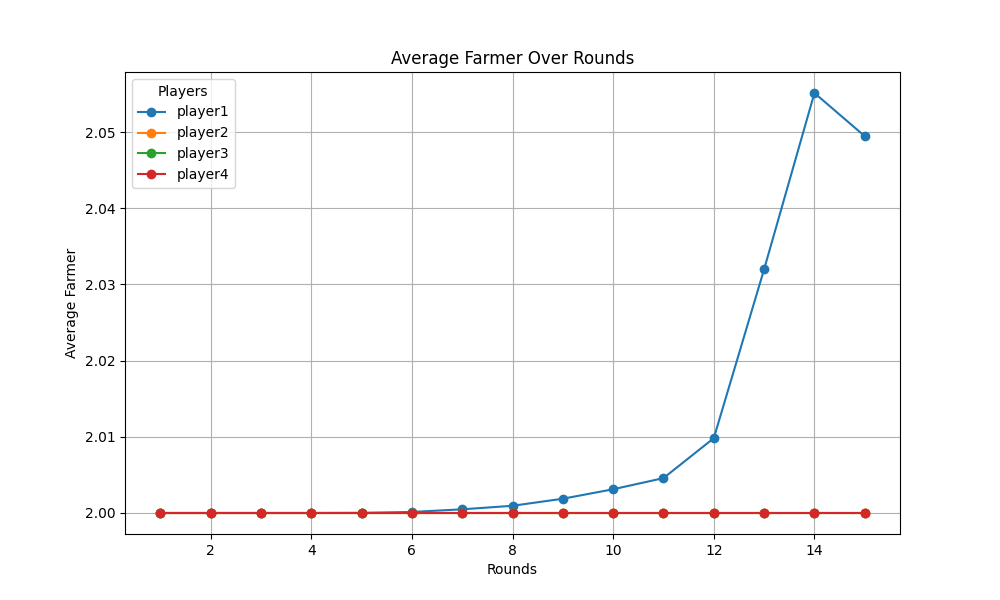 Average Farmer Over Rounds
Players
player1
player2
player3
player4
2.05
2.04
2.03
2.02
2.01
2.00
Average Farmer
2 4 6 8 10 12 14
Rounds